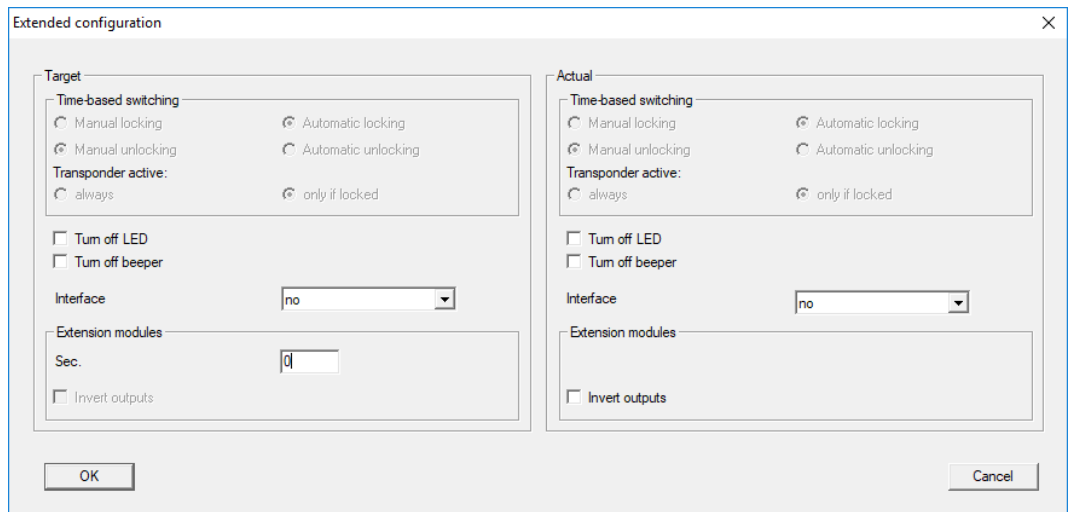 Extended configuration
Target
Time-based switching
Manual locking
Automatic locking
Manual unlocking
Automatic unlocking
Transponder active:
always
only if locked
Turn off LED
Turn off beeper
Interface
no
Extension modules
Sec.
0
Invert outputs
Actual
Time-based switching
Manual locking
Automatic locking
Manual unlocking
Automatic unlocking
Transponder active:
always
only if locked
Turn off LED
Turn off beeper
Interface
no
Extension modules
Invert outputs
OK
Cancel